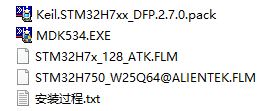 Keil.STM32H7xx_DFP.2.7.0.pack
MDK534.EXE
STM32H7x_128_ATK.FLM
STM32H750_W25Q64@ALIENTEK.FLM
安装过程.txt